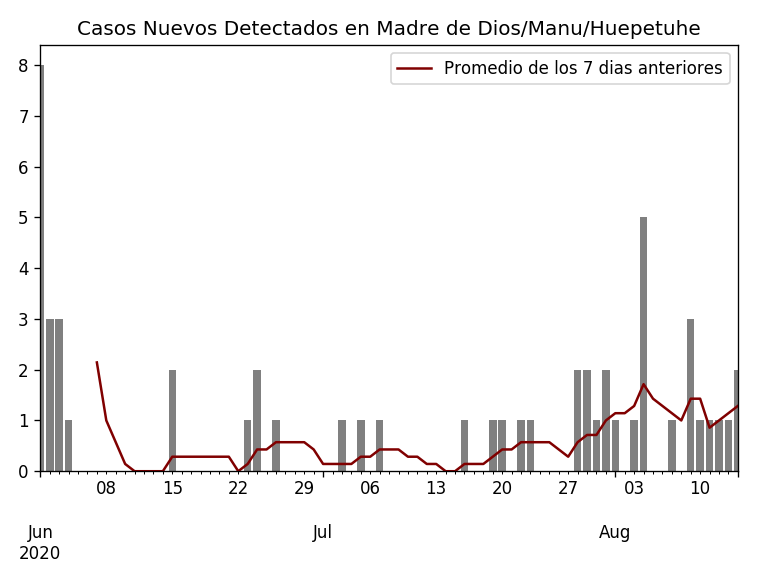 Casos Nuevos Detectados en Madre de Dios/Manu/Huepetuhe
Promedio de los 7 dias anteriores
8
7
6
5
4
3
2
1
0
08 15 22 29 06 13 20 27 03 10
Jun Jul Aug
2020